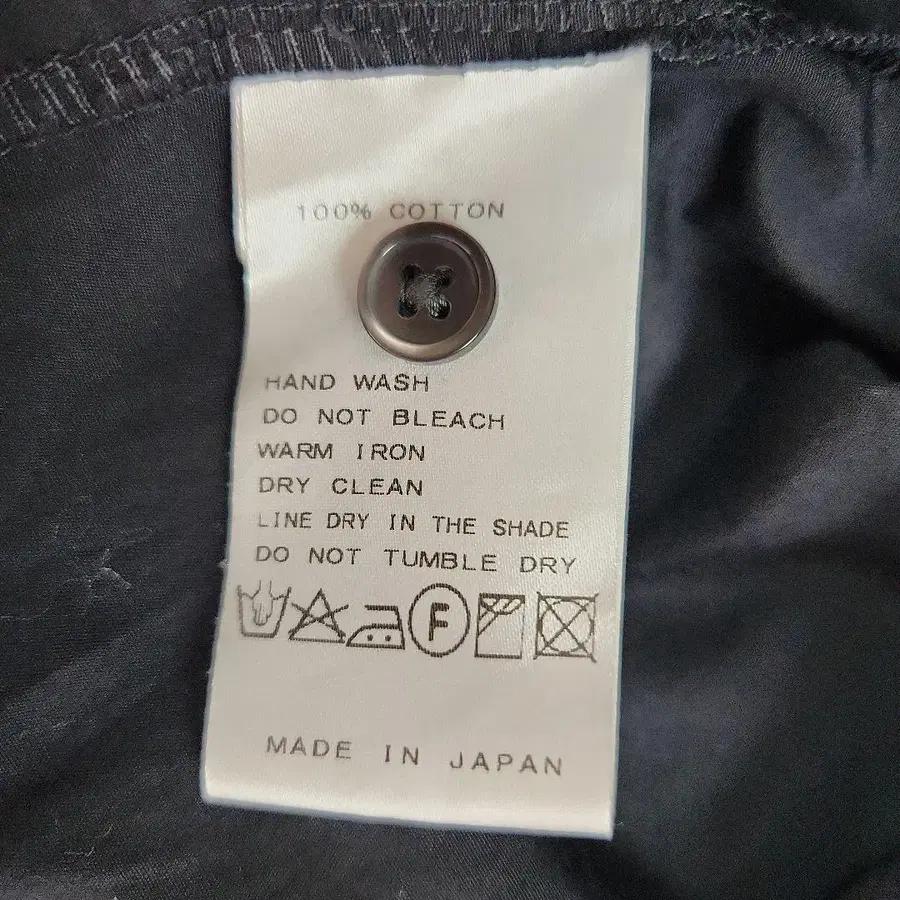 100% COTTON
HAND WASH
DO NOT BLEACH
WARM IRON
DRY CLEAN
LINE DRY IN THE SHADE
DO NOT TUMBLE DRY
F
MADE IN JAPAN